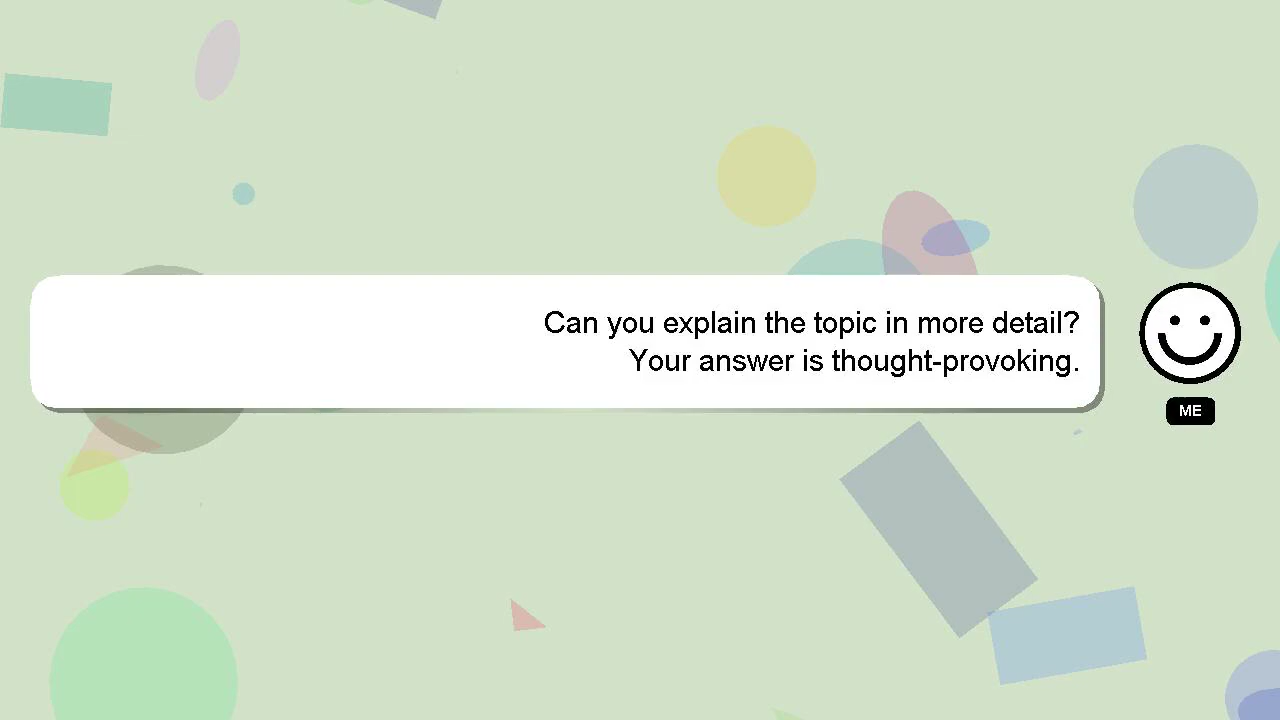 Can you explain the topic in more detail?
Your answer is thought-provoking.
ME